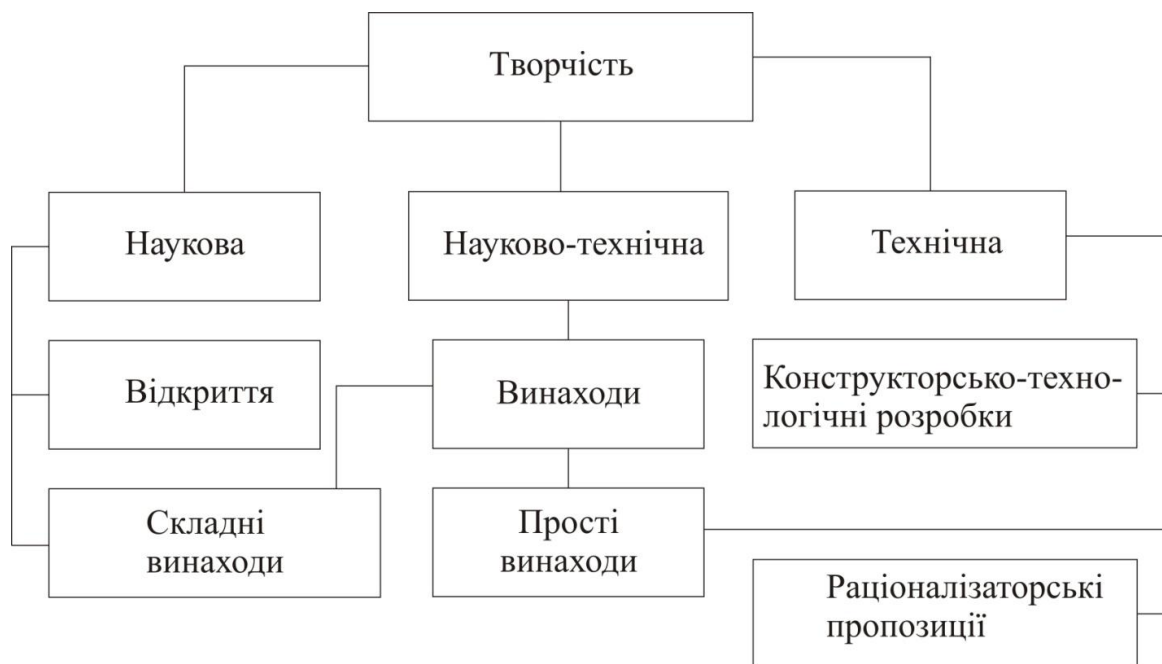 Творчість
Наукова
Науково-технічна
Технічна
Відкриття
Винаходи
Конструкторсько-техно-
логічні розробки
Складні
винаходи
Прості
винаходи
Раціоналізаторські
пропозиції